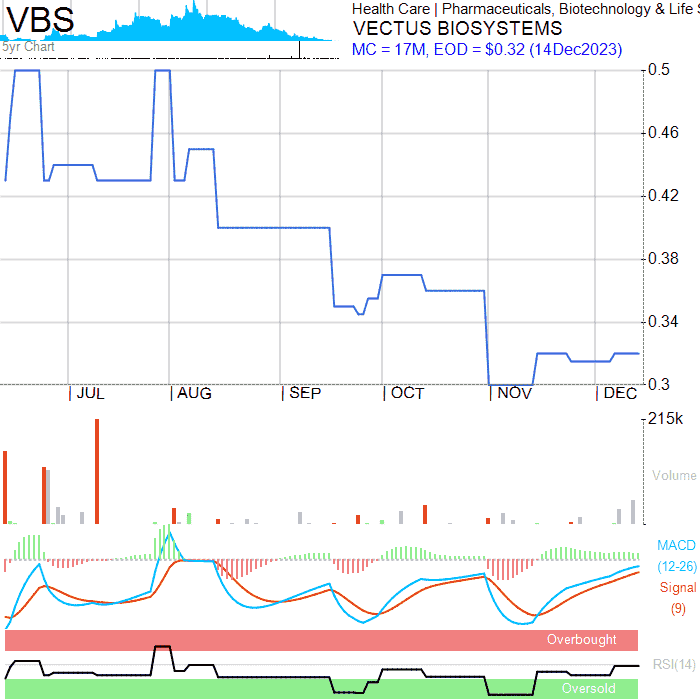 VBS
Health Care | Pharmaceuticals, Biotechnology & Life S
VECTUS BIOSYSTEMS
MC = 17M, EOD = $0.32 (14Dec2023)
5yr Chart
0.5
0.46
0.42
0.38
0.34
0.3
JUL
AUG
SEP
OCT
NOV
DEC
215k
Volume
MACD
(12-26)
Signal
(9)
Overbought
RSI(14)
Oversold